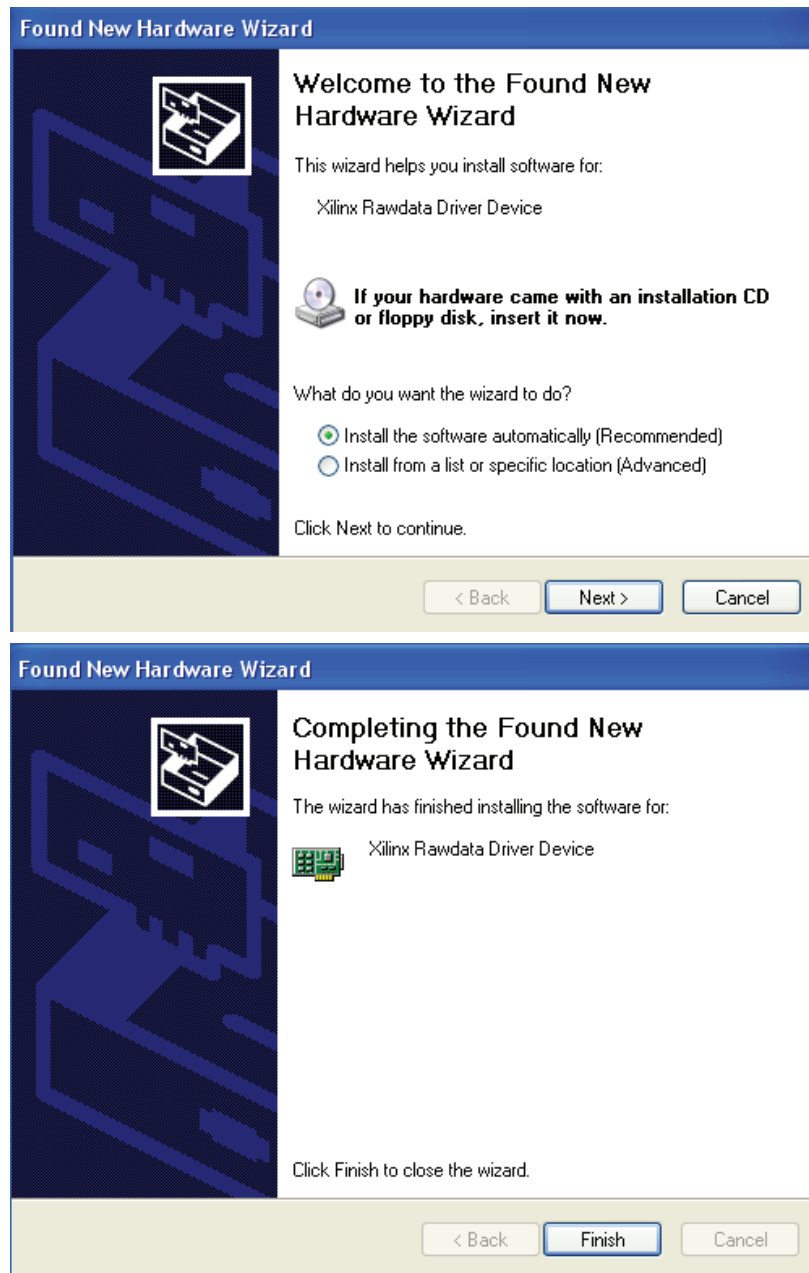 Found New Hardware Wizard
Welcome to the Found New
Hardware Wizard
This wizard helps you install software for:
Xilinx Rawdata Driver Device
If your hardware came with an installation CD
or floppy disk, insert it now.
What do you want the wizard to do?
Install the software automatically (Recommended)
Install from a list or specific location (Advanced)
Click Next to continue.
< Back Next > Cancel
Found New Hardware Wizard
Completing the Found New
Hardware Wizard
The wizard has finished installing the software for:
Xilinx Rawdata Driver Device
Click Finish to close the wizard.
< Back Finish Cancel